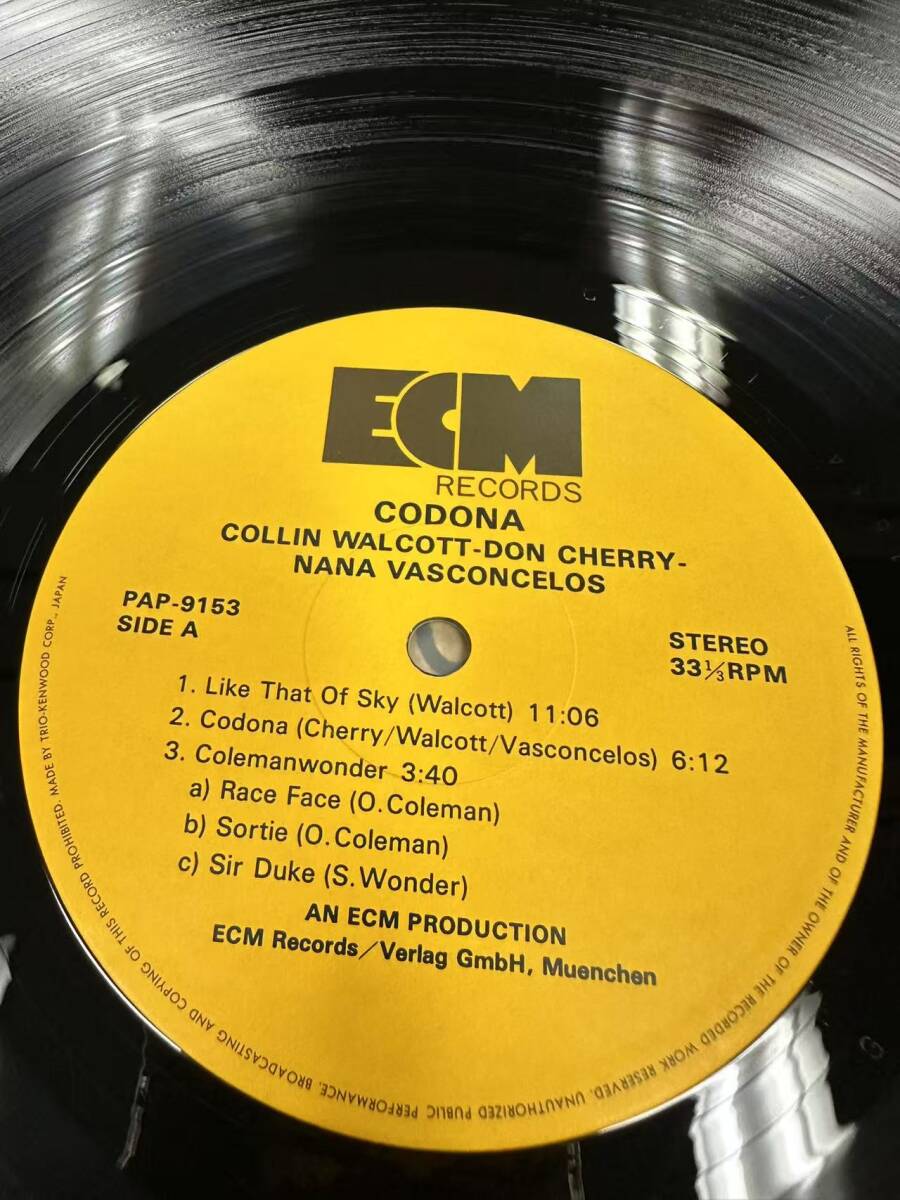 ECM
RECORDS
CODONA
COLLIN WALCOTT-DON CHERRY-
NANA VASCONCELOS
PAP-9153
SIDE A
STEREO
33⅓RPM
1. Like That Of Sky (Walcott) 11:06
2. Codona (Cherry/Walcott/Vasconcelos) 6:12
3. Colemanwonder 3:40
a) Race Face (O. Coleman)
b) Sortie (O. Coleman)
c) Sir Duke (S. Wonder)
AN ECM PRODUCTION
ECM Records/Verlag GmbH, Muenchen
ALL RIGHTS OF THE MANUFACTURER AND OF THE OWNER OF THE RECORDED WORK RESERVED. UNAUTHORIZED PUBLIC PERFORMANCE, BROADCASTING AND COPYING OF THIS RECORD PROHIBITED. MADE BY TRIO-KENWOOD CORP., JAPAN